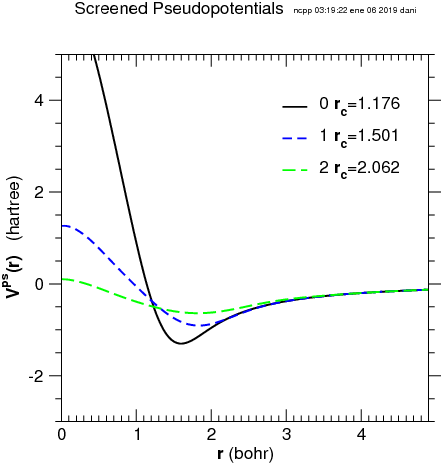 Screened Pseudopotentials ncpp 03:19:22 ene 06 2019 dani
4
2
0
-2
V^ps(r) (hartree)
0 r_c=1.176
1 r_c=1.501
2 r_c=2.062
0 1 2 3 4
r (bohr)